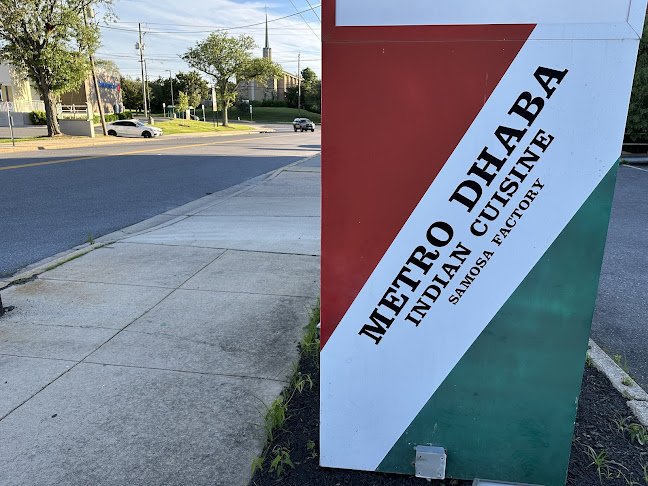 METRO DHABA
INDIAN CUISINE
SAMOSA FACTORY